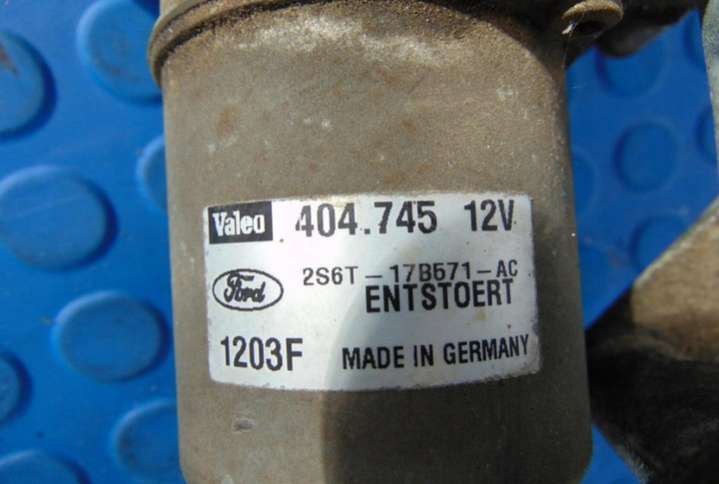 Valeo 404.745 12V
Ford 2S6T-17B571-AC
ENTSTOERT
1203F MADE IN GERMANY